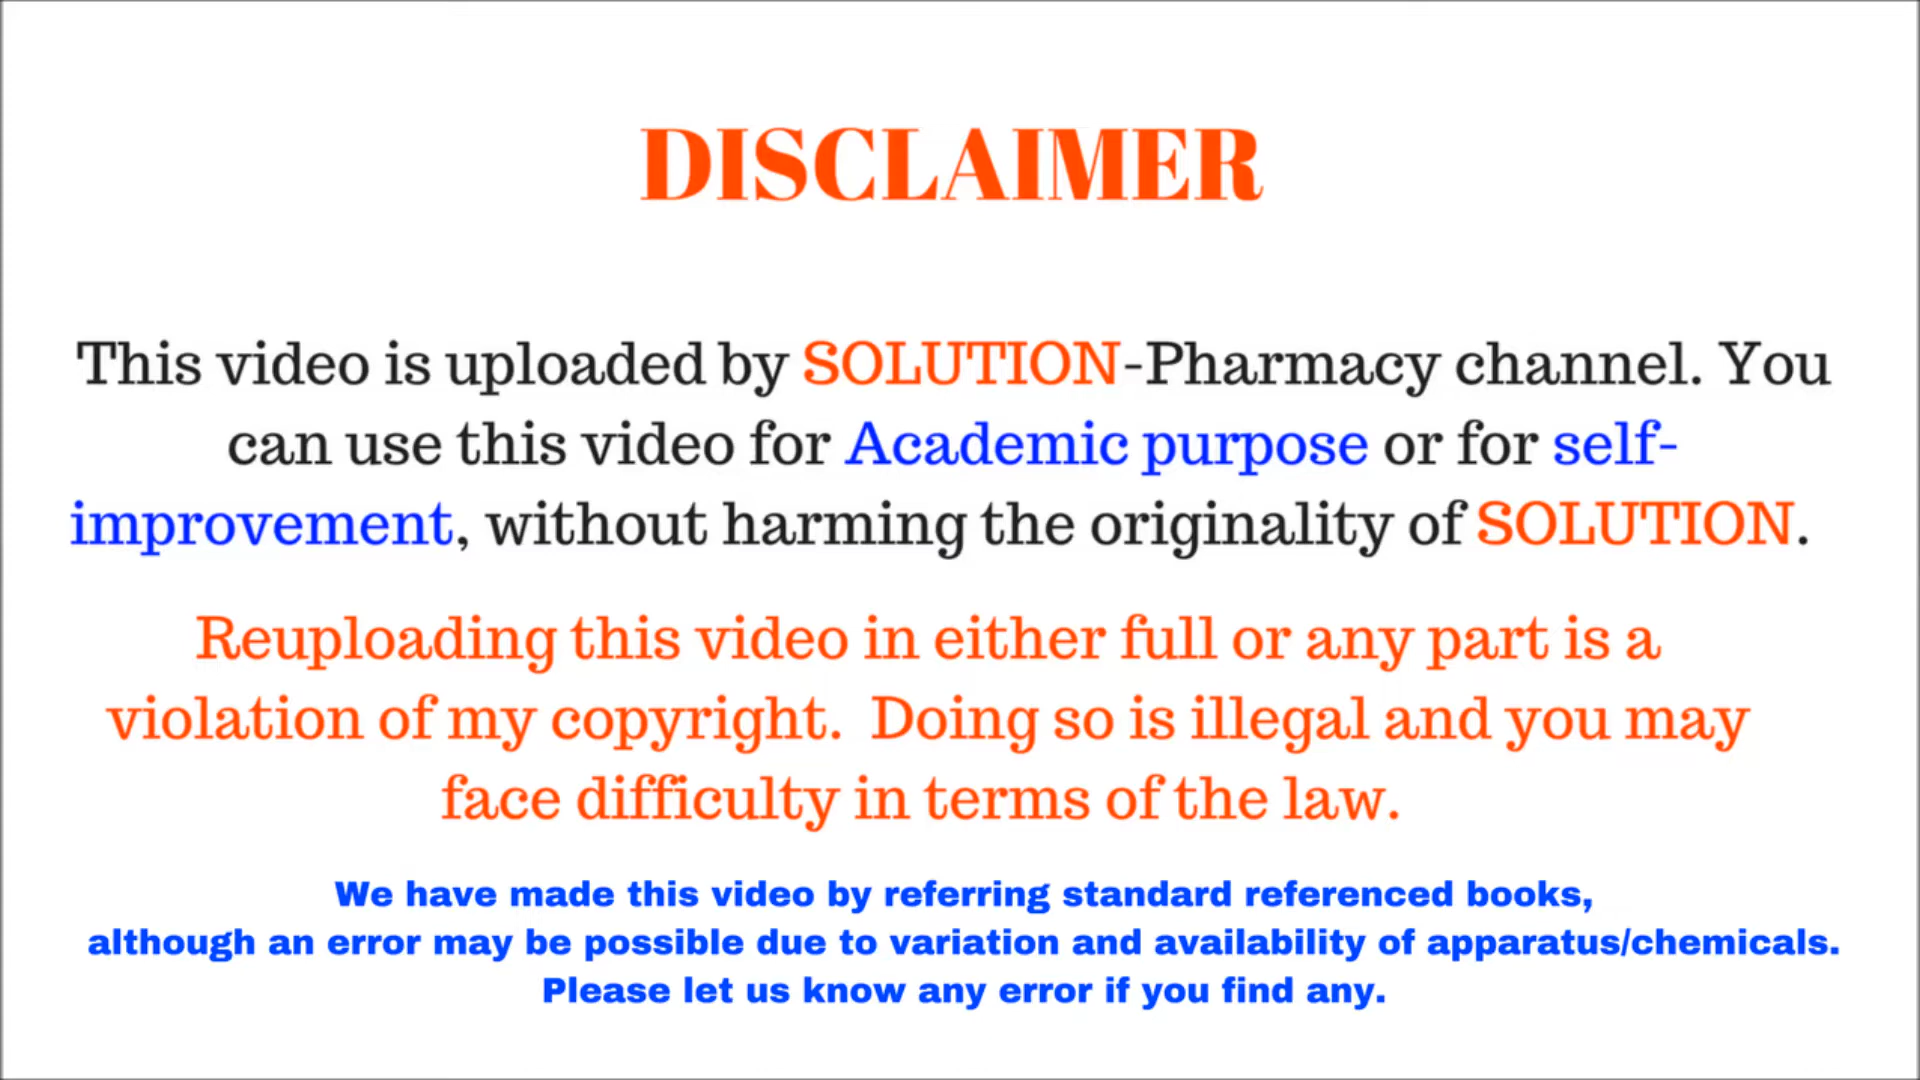 DISCLAIMER
This video is uploaded by SOLUTION-Pharmacy channel. You
can use this video for Academic purpose or for self-
improvement, without harming the originality of SOLUTION.
Reuploading this video in either full or any part is a
violation of my copyright. Doing so is illegal and you may
face difficulty in terms of the law.
We have made this video by referring standard referenced books,
although an error may be possible due to variation and availability of apparatus/chemicals.
Please let us know any error if you find any.